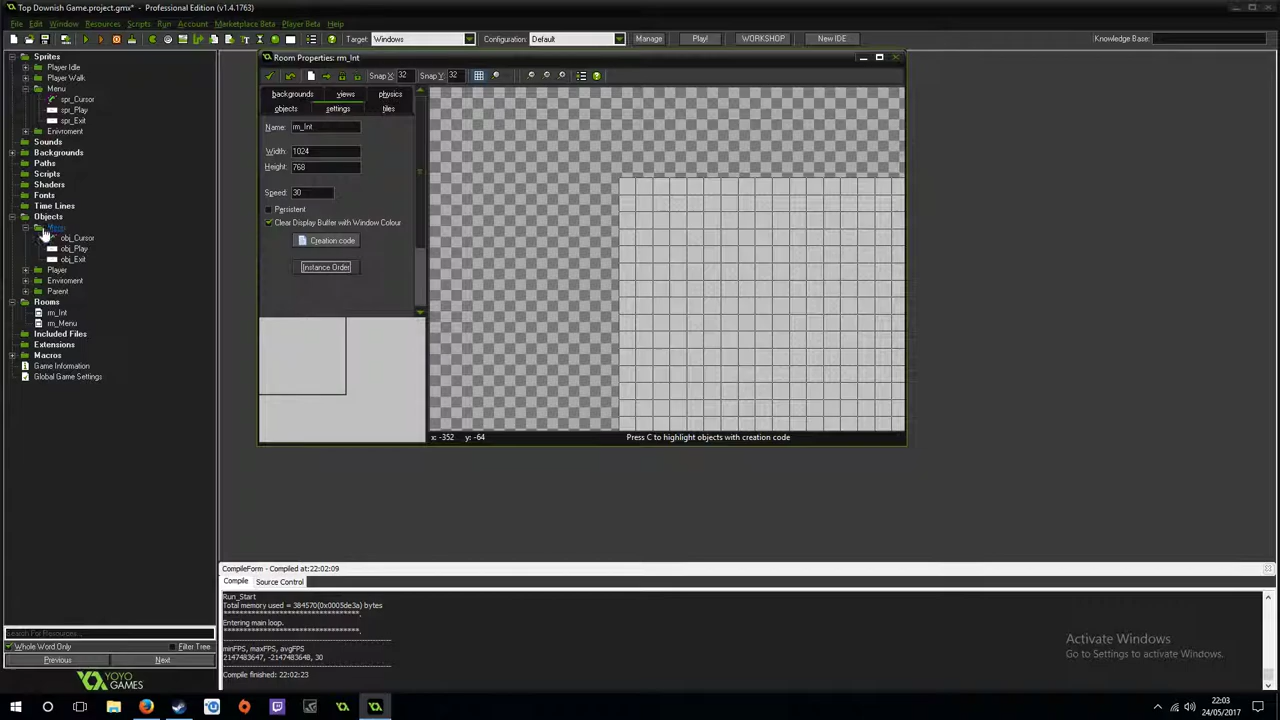 Top Downish Game.project.gmx* - Professional Edition (v1.4.1763)
File Edit Window Resources Scripts Run Account Marketplace Beta Player Beta Help
Target: Windows Configuration: Default Manage Play! WORKSHOP New IDE Knowledge Base:
Sprites
Player Idle
Player Walk
Menu
spr_Cursor
spr_Play
spr_Exit
Enviroment
Sounds
Backgrounds
Paths
Scripts
Shaders
Fonts
Time Lines
Objects
Menu
obj_Cursor
obj_Play
obj_Exit
Player
Enviroment
Parent
Rooms
rm_Int
rm_Menu
Included Files
Extensions
Macros
Game Information
Global Game Settings
Search For Resources...
Whole Word Only Filter Tree
Previous Next
YOYO GAMES
Room Properties: rm_Int
Snap X: 32 Snap Y: 32
backgrounds views physics
objects settings tiles
Name: rm_Int
Width: 1024
Height: 768
Speed: 30
Persistent
Clear Display Buffer with Window Colour
Creation code
Instance Order
x: -352 y: -64 Press C to highlight objects with creation code
CompileForm - Compiled at:22:02:09
Compile Source Control
Run_Start
Total memory used = 384570(0x0005de3a) bytes
Entering main loop.
minFPS, maxFPS, avgFPS
2147483647, -2147483648, 30
Compile finished: 22:02:23
Activate Windows
Go to Settings to activate Windows.
22:03
24/05/2017